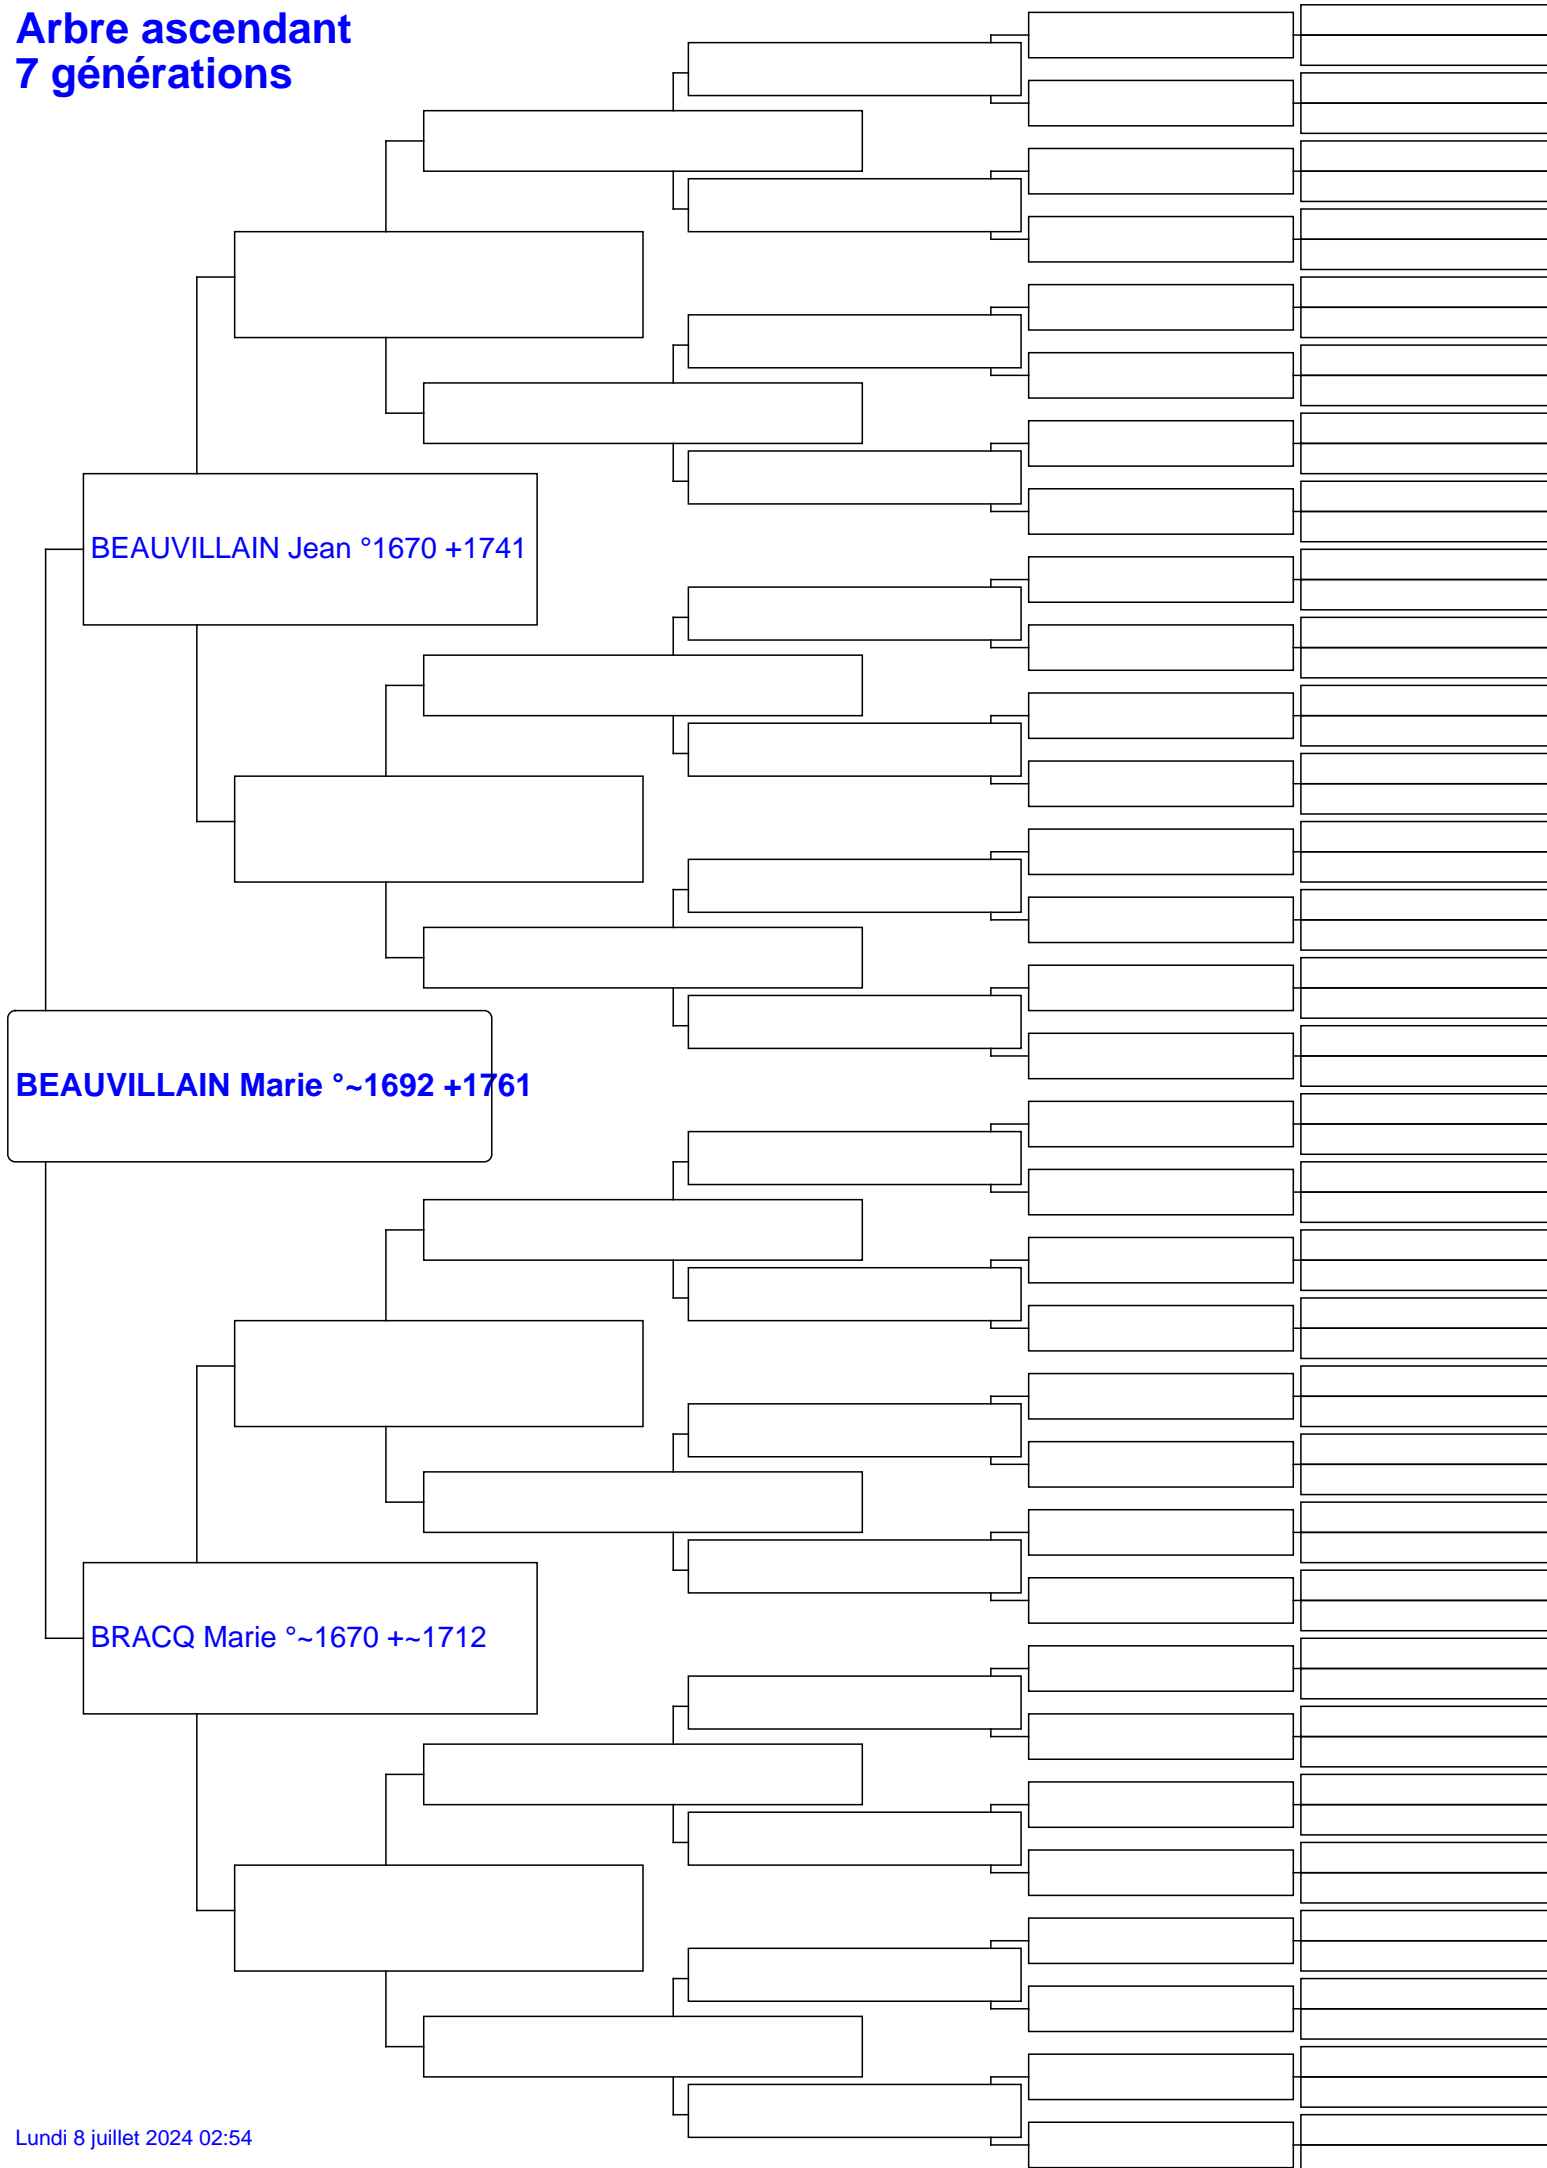 Arbre ascendant
7 générations
BEAUVILLAIN Jean °1670 +1741
BEAUVILLAIN Marie °~1692 +1761
BRACQ Marie °~1670 +~1712
Lundi 8 juillet 2024 02:54